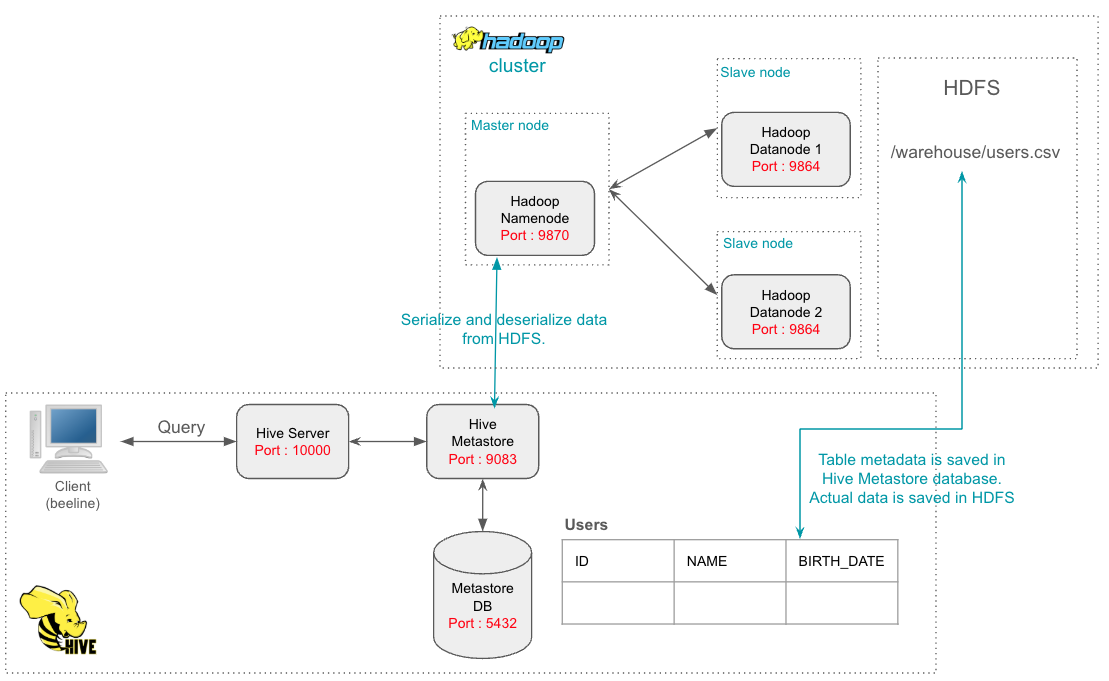 hadoop
cluster
Master node
Hadoop
Namenode
Port : 9870
Slave node
Hadoop
Datanode 1
Port : 9864
Slave node
Hadoop
Datanode 2
Port : 9864
HDFS
/warehouse/users.csv
Serialize and deserialize data
from HDFS.
Client
(beeline)
Query
Hive Server
Port : 10000
Hive
Metastore
Port : 9083
Metastore
DB
Port : 5432
Table metadata is saved in
Hive Metastore database.
Actual data is saved in HDFS
Users
ID NAME BIRTH_DATE
HIVE